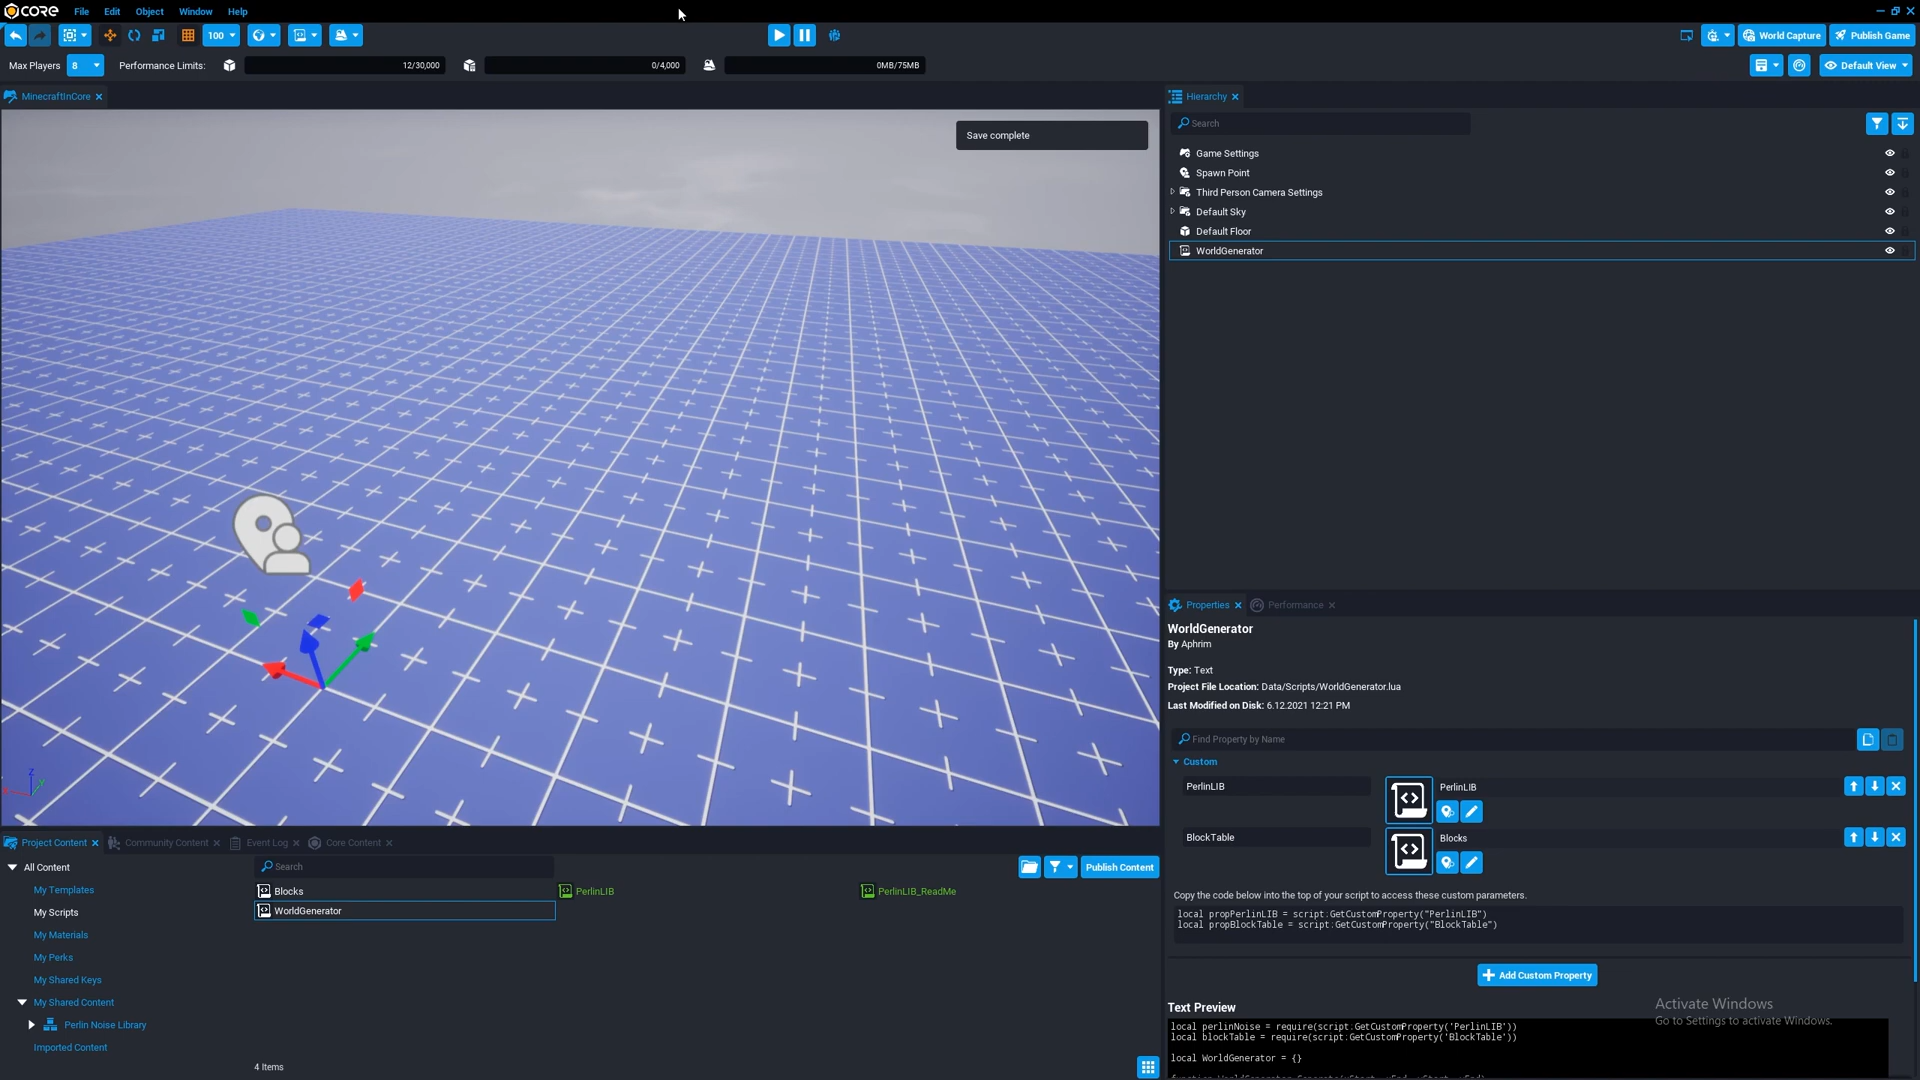 CORE File Edit Object Window Help
100 World Capture Publish Game
Max Players 8 Performance Limits: 12/30,000 0/4,000 0MB/75MB Default View
MinecraftInCore
Save complete
Hierarchy
Search
Game Settings
Spawn Point
Third Person Camera Settings
Default Sky
Default Floor
WorldGenerator
Properties Performance
WorldGenerator
By Aphrim
Type: Text
Project File Location: Data/Scripts/WorldGenerator.lua
Last Modified on Disk: 6.12.2021 12:21 PM
Find Property by Name
Custom
PerlinLIB PerlinLIB
BlockTable Blocks
Copy the code below into the top of your script to access these custom parameters.
local propPerlinLIB = script:GetCustomProperty("PerlinLIB")
local propBlockTable = script:GetCustomProperty("BlockTable")
Add Custom Property
Text Preview
local perlinNoise = require(script:GetCustomProperty('PerlinLIB'))
local blockTable = require(script:GetCustomProperty('BlockTable'))
local WorldGenerator = {}
Activate Windows
Go to Settings to activate Windows.
Project Content Community Content Event Log Core Content
All Content
My Templates
My Scripts
My Materials
My Perks
My Shared Keys
My Shared Content
Perlin Noise Library
Imported Content
Search
Publish Content
Blocks PerlinLIB PerlinLIB_ReadMe
WorldGenerator
4 Items
Z